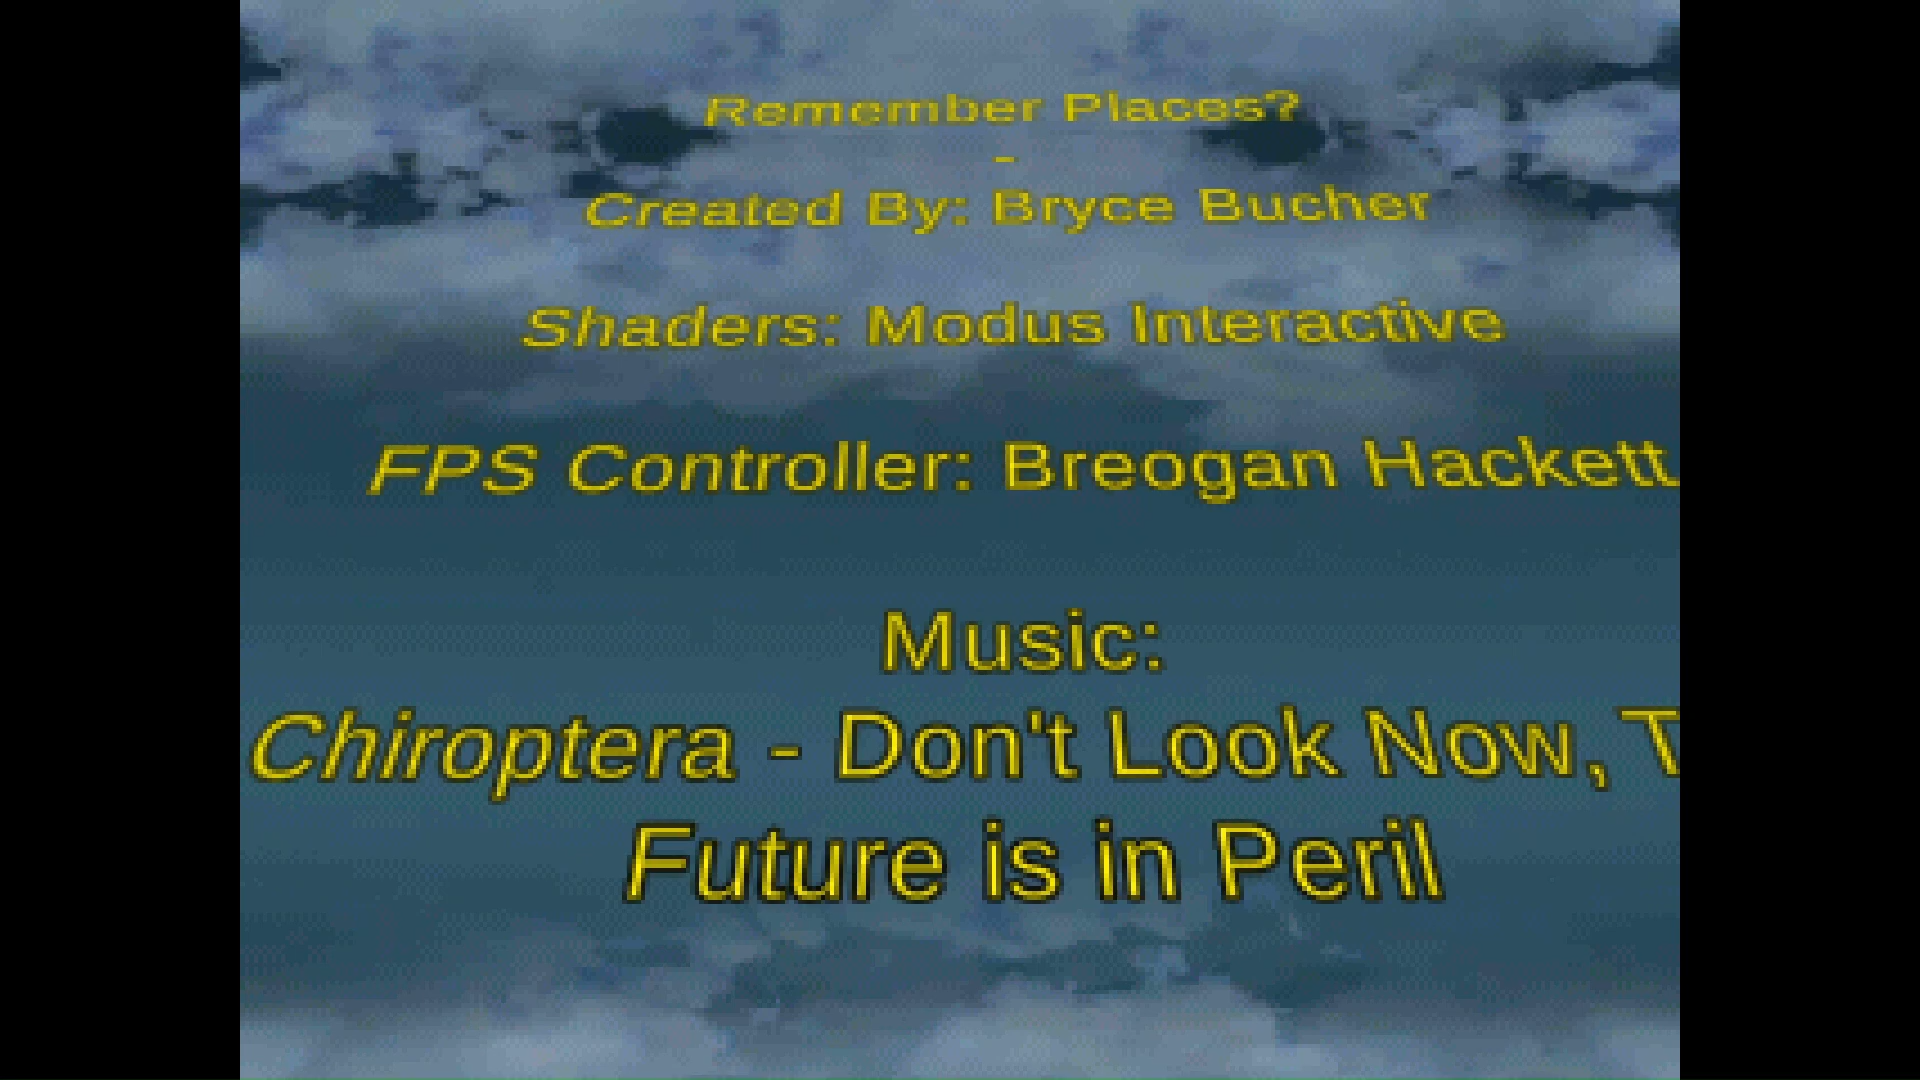 Remember Places?
-
Created By: Bryce Bucher
Shaders: Modus Interactive
FPS Controller: Breogan Hackett
Music:
Chiroptera - Don't Look Now, T
Future is in Peril